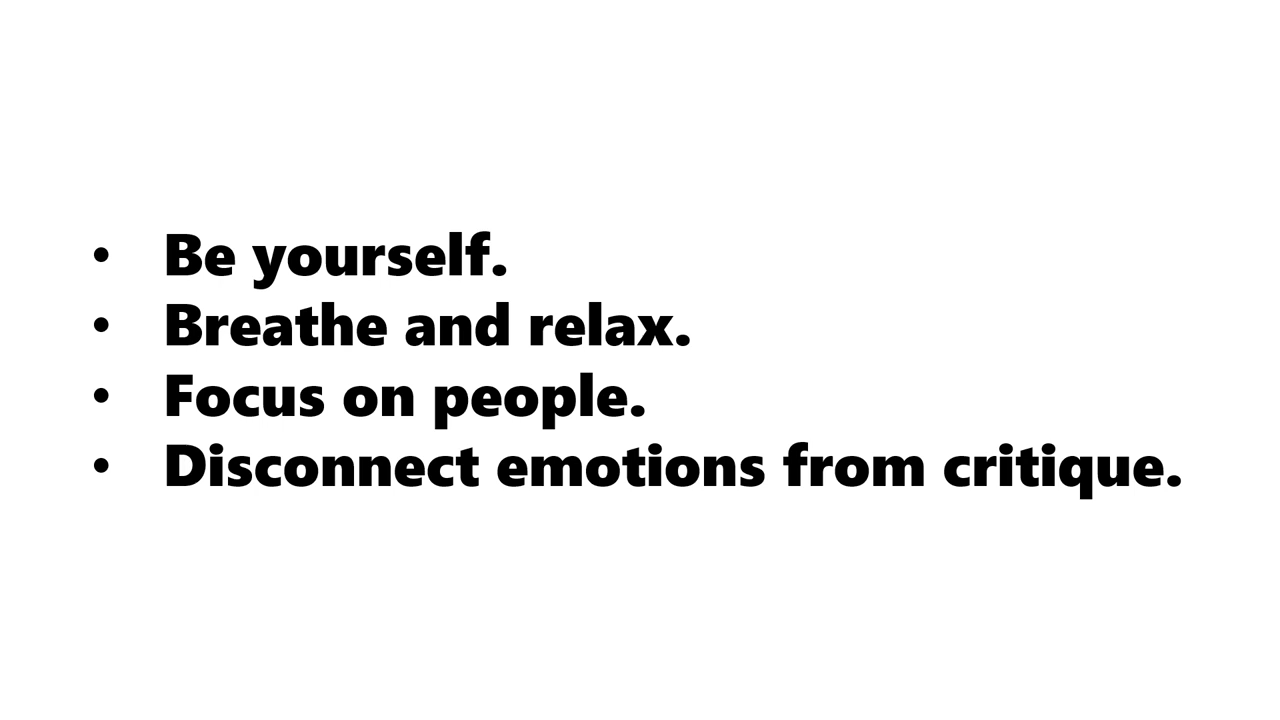 • Be yourself.
• Breathe and relax.
• Focus on people.
• Disconnect emotions from critique.